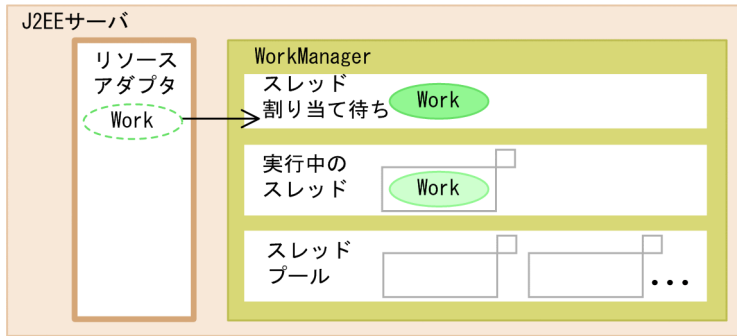 J2EEサーバ
リソース
アダプタ
Work
WorkManager
スレッド
割り当て待ち
Work
実行中の
スレッド
Work
スレッド
プール
...